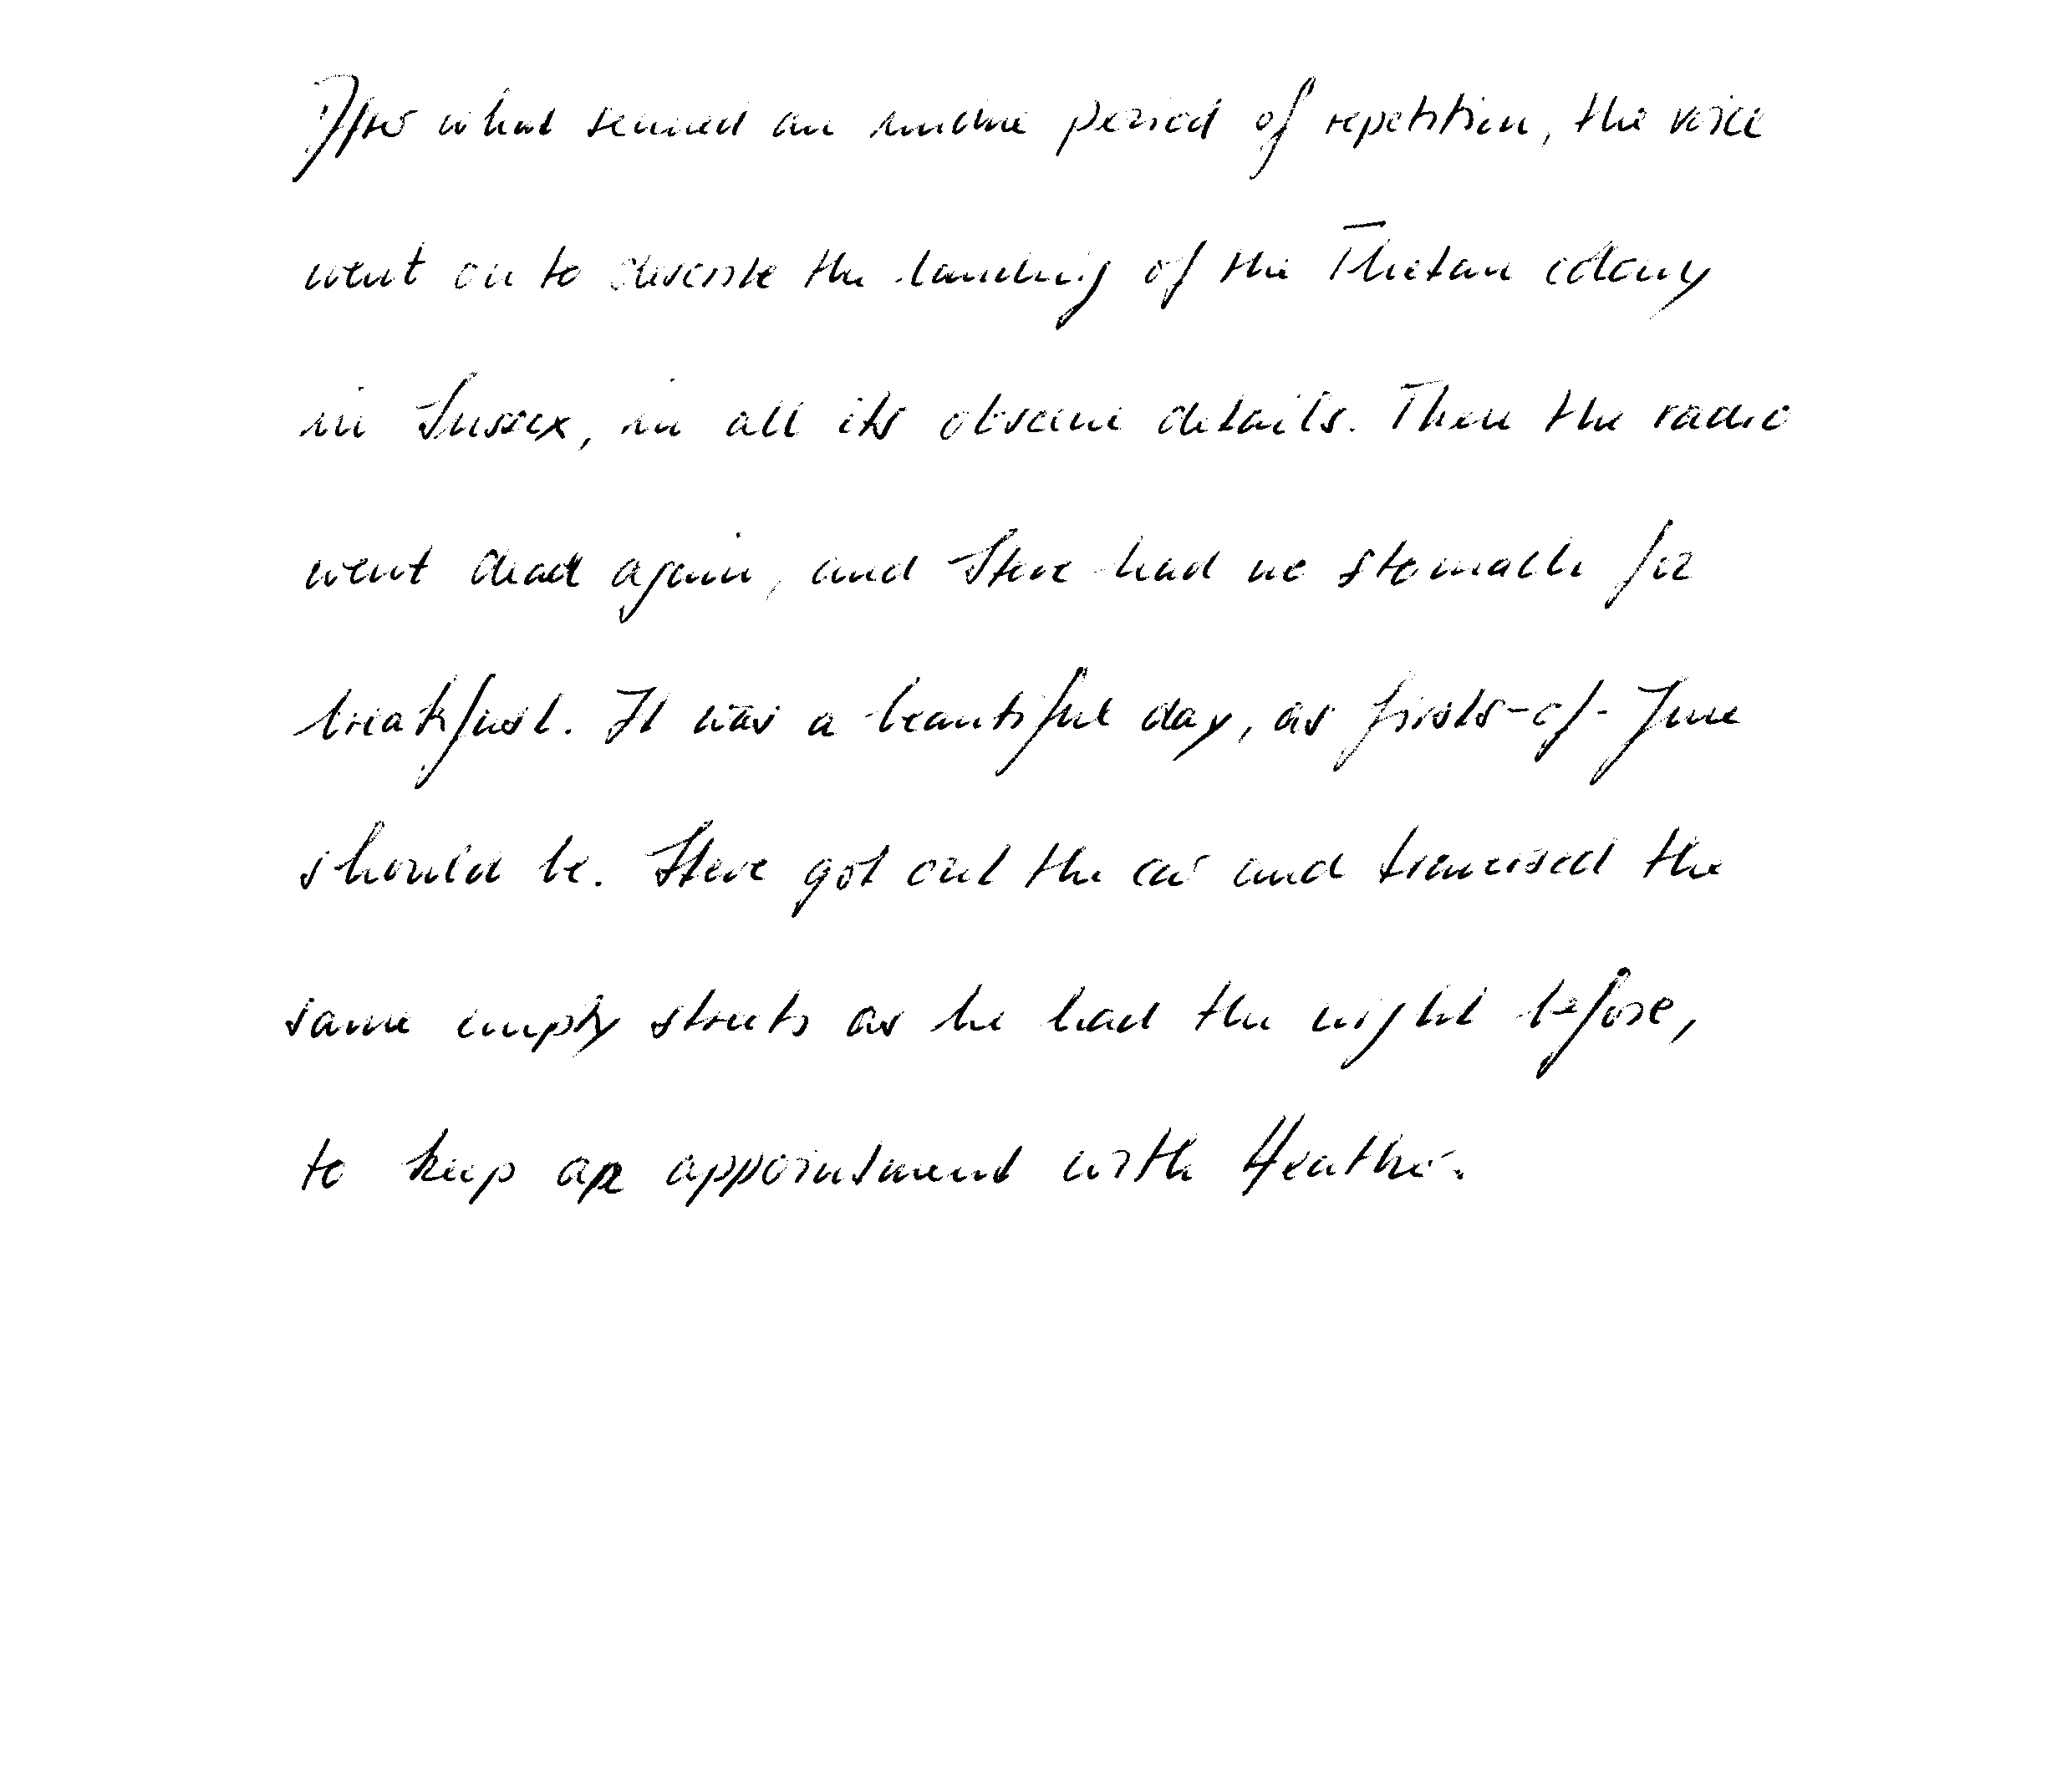 After what seemed an undue period of repetition, the voice
went on to describe the landing of the Thetan colony
in Sussex, in all its obscene details. Then the radio
went dead again, and Steve had no stomach for
breakfast. It was a beautiful day, as firsts-of-June
should be. Steve got out the car and traversed the
same empty streets as he had the night before,
to keep an appointment with Heather.